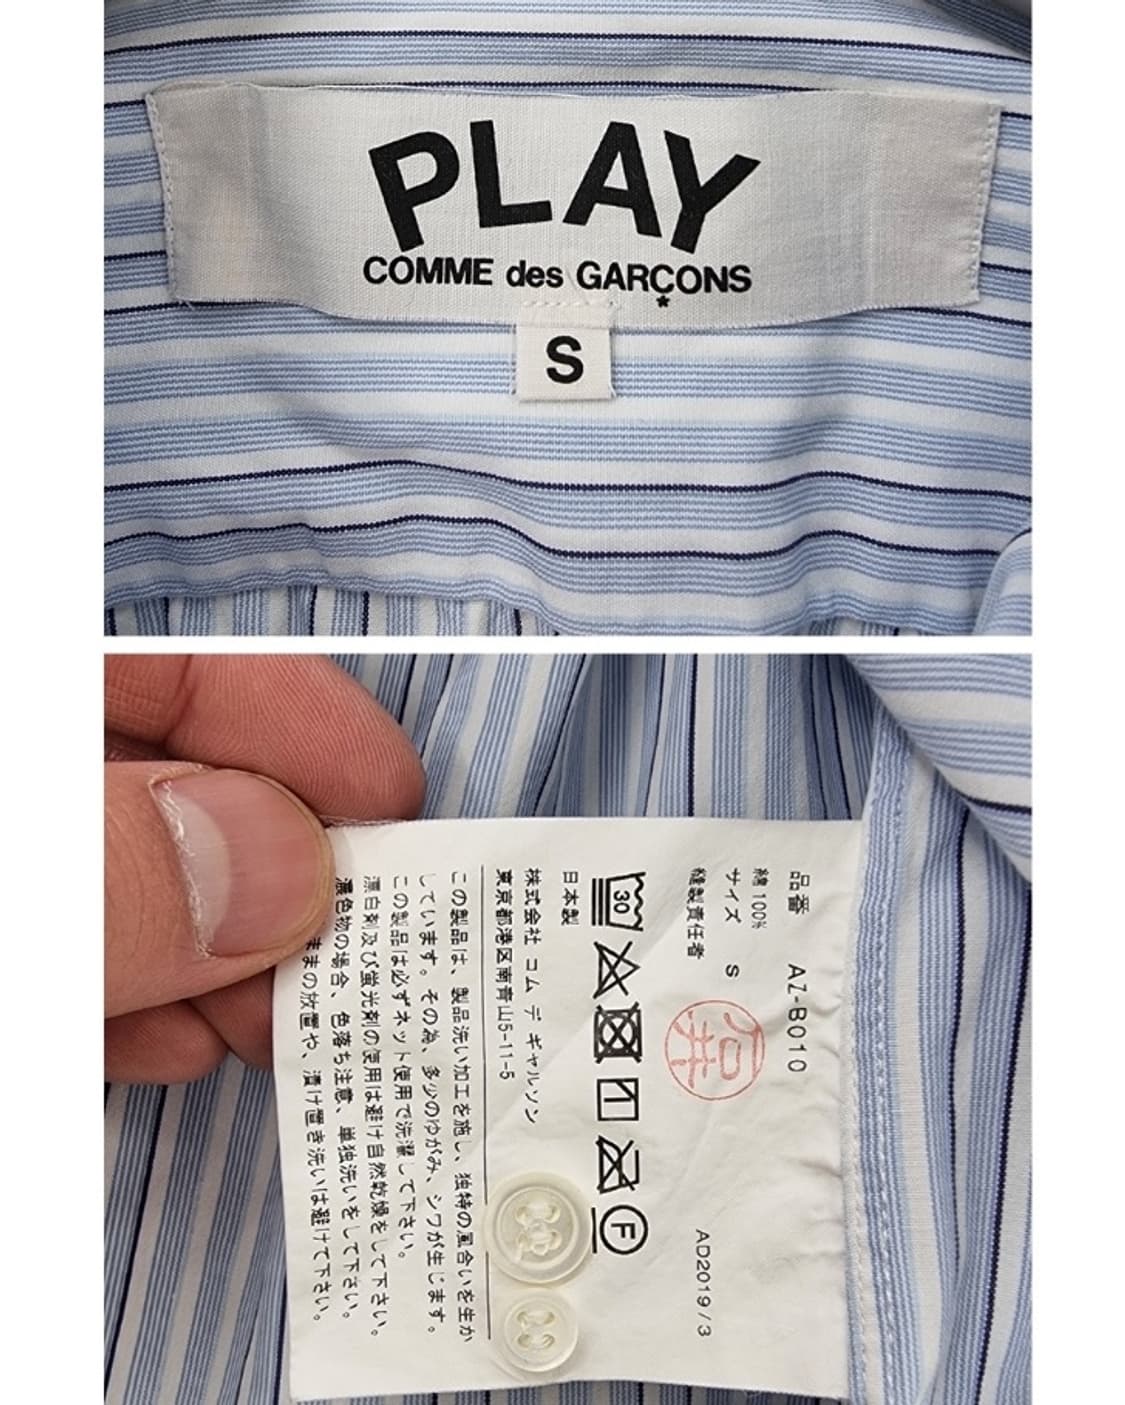 PLAY
COMME des GARÇONS
S
品番 AZ-B010
綿 100%
サイズ S
縫製責任者
石井
AD2019/3
30
F
日本製
株式会社 コム デ ギャルソン
東京都港区南青山5-11-5
この製品は、製品洗い加工を施し、独特の風合いを生か
しています。その為、多少のゆがみ、シワが生じます。
この製品は必ずネット使用で洗濯して下さい。
漂白剤及び蛍光剤の使用は避け自然乾燥をして下さい。
濃色物の場合、色落ち注意、単独洗いをして下さい。
ままの放置や、漬け置き洗いは避けて下さい。